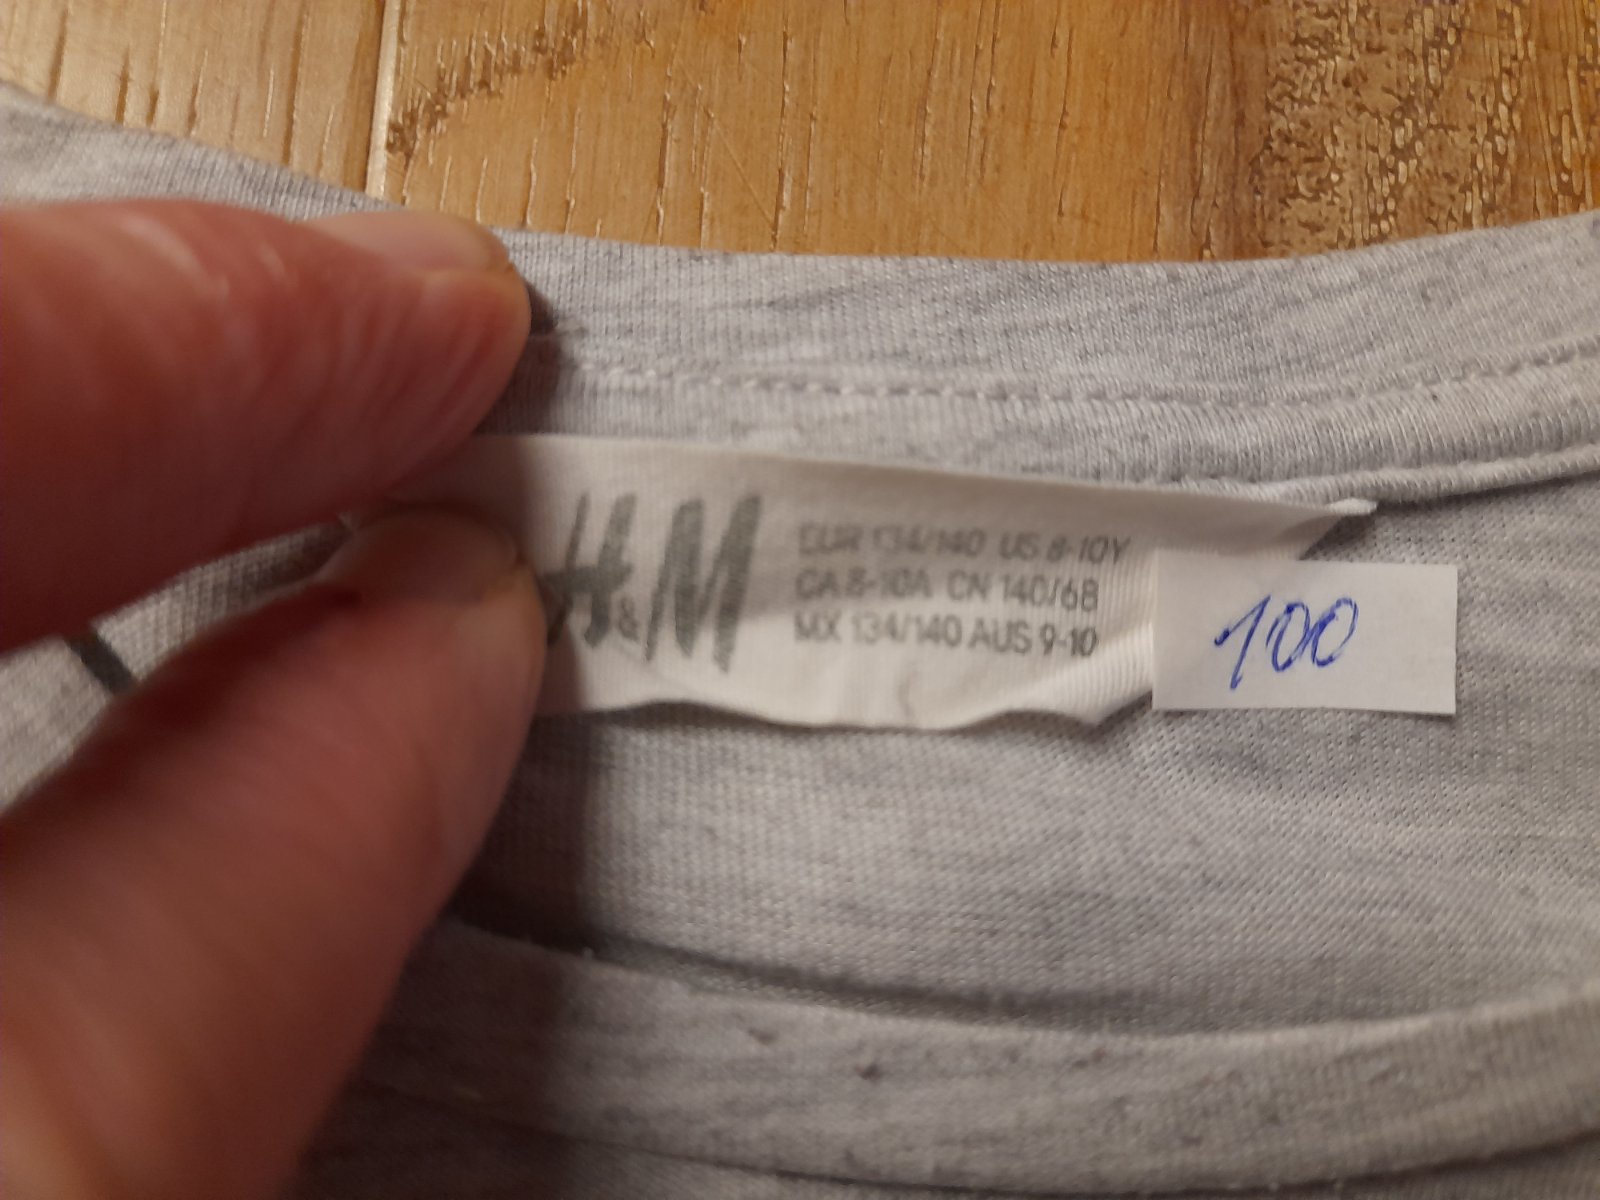 H&M
EUR 134/140 US 8-10Y
CA 8-10A CN 140/68
MX 134/140 AUS 9-10
100